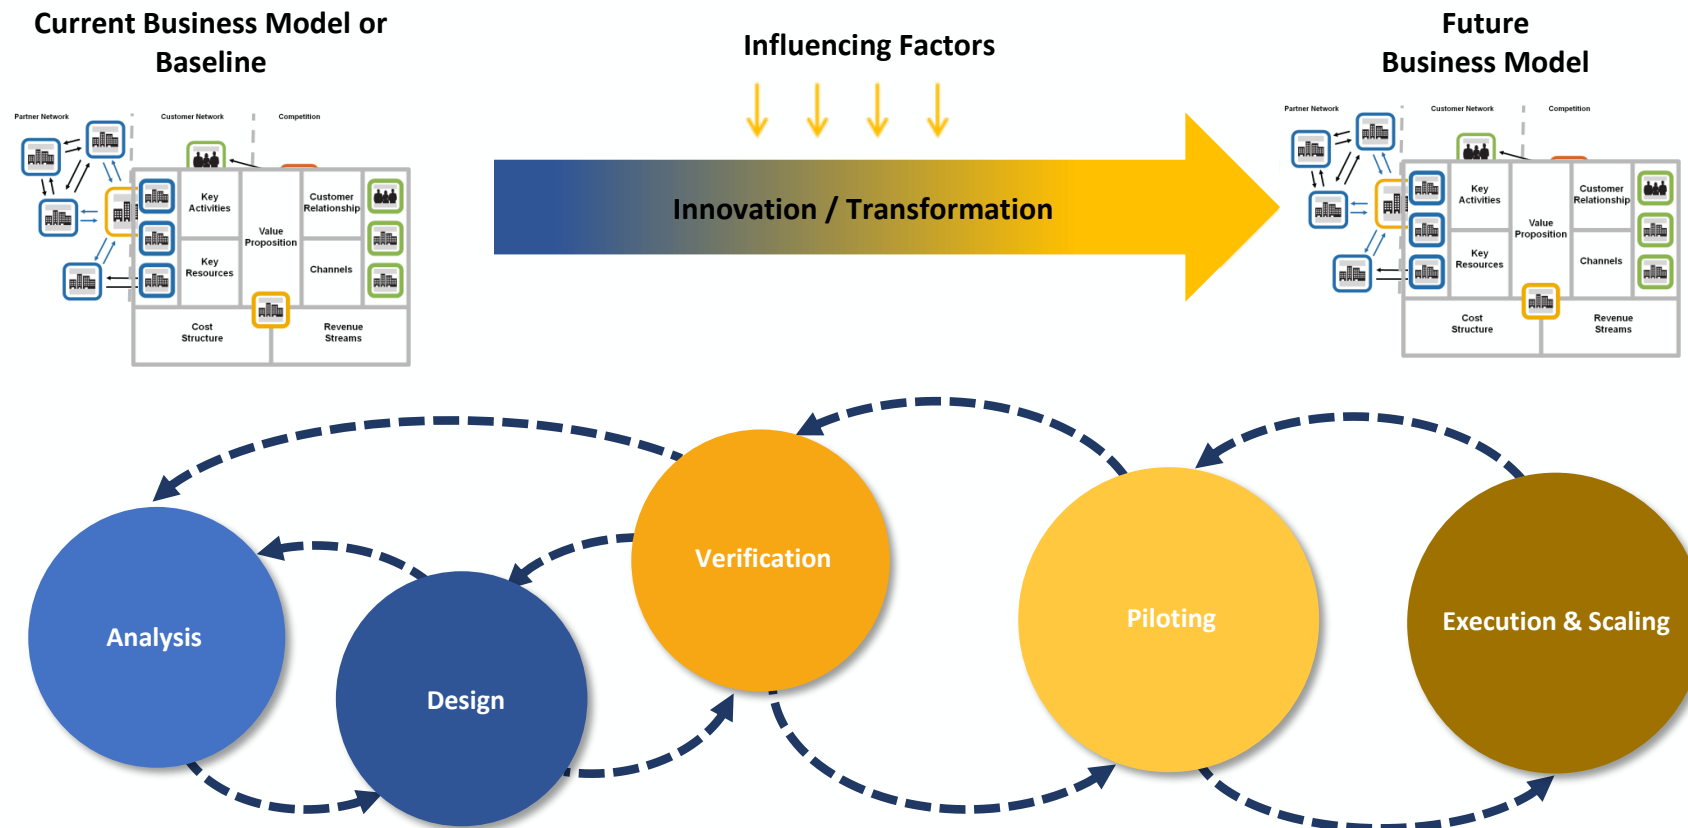 Current Business Model or
Baseline
Influencing Factors
Future
Business Model
Partner Network
Customer Network
Competition
Key
Activities
Customer
Relationship
Value
Proposition
Key
Resources
Channels
Cost
Structure
Revenue
Streams
Innovation / Transformation
Partner Network
Customer Network
Competition
Key
Activities
Customer
Relationship
Value
Proposition
Key
Resources
Channels
Cost
Structure
Revenue
Streams
Analysis
Design
Verification
Piloting
Execution & Scaling